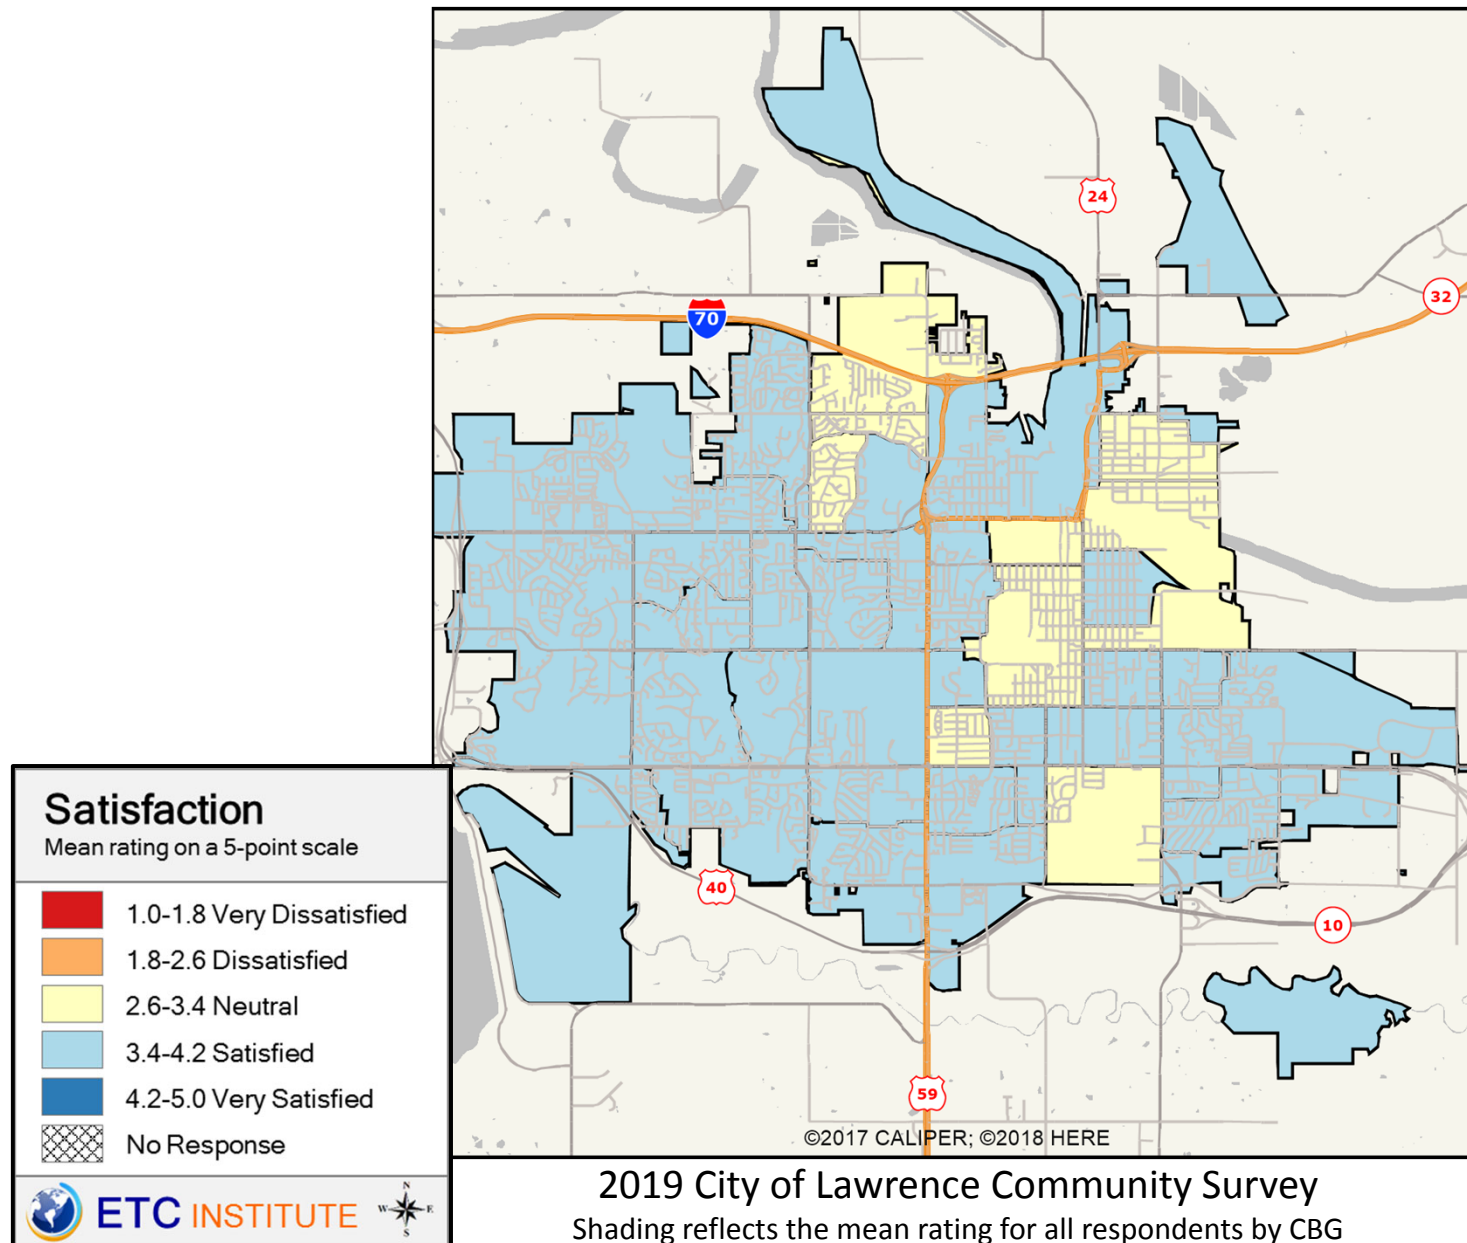 24
32
70
40
10
59
©2017 CALIPER; ©2018 HERE
Satisfaction
Mean rating on a 5-point scale
1.0-1.8 Very Dissatisfied
1.8-2.6 Dissatisfied
2.6-3.4 Neutral
3.4-4.2 Satisfied
4.2-5.0 Very Satisfied
No Response
ETC INSTITUTE
N
W E
S
2019 City of Lawrence Community Survey
Shading reflects the mean rating for all respondents by CBG